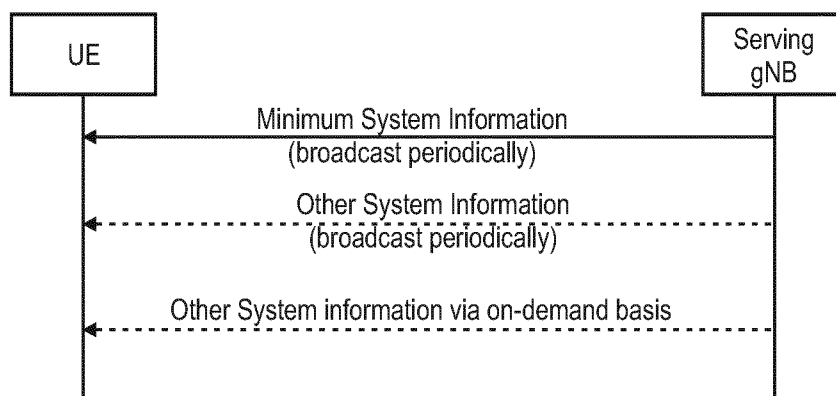 UE
Serving
gNB
Minimum System Information
(broadcast periodically)
Other System Information
(broadcast periodically)
Other System information via on-demand basis